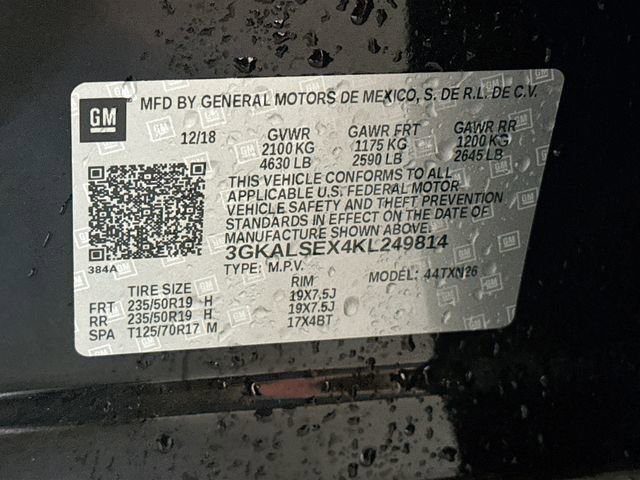 GM MFD BY GENERAL MOTORS DE MEXICO, S. DE R.L. DE C.V.
12/18 GVWR GAWR FRT GAWR RR
2100 KG 1175 KG 1200 KG
4630 LB 2590 LB 2645 LB
THIS VEHICLE CONFORMS TO ALL
APPLICABLE U.S. FEDERAL MOTOR
VEHICLE SAFETY AND THEFT PREVENTION
STANDARDS IN EFFECT ON THE DATE OF
MANUFACTURE SHOWN ABOVE.
3GKALSEX4KL249814
384A
TYPE: M.P.V. MODEL: 44TXN26
TIRE SIZE RIM
FRT 235/50R19 H 19X7.5J
RR 235/50R19 H 19X7.5J
SPA T125/70R17 M 17X4BT